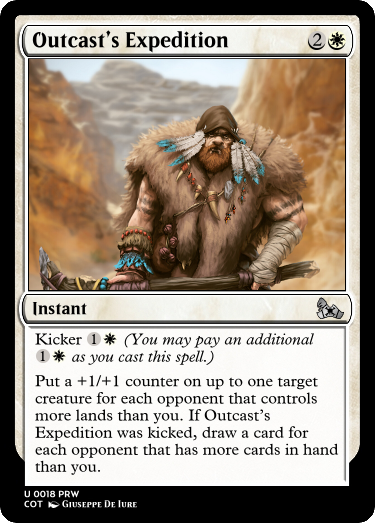 Outcast's Expedition 2
Instant
Kicker 1 (You may pay an additional
1 as you cast this spell.)
Put a +1/+1 counter on up to one target
creature for each opponent that controls
more lands than you. If Outcast's
Expedition was kicked, draw a card for
each opponent that has more cards in hand
than you.
U 0018 PRW
COT Giuseppe De Iure